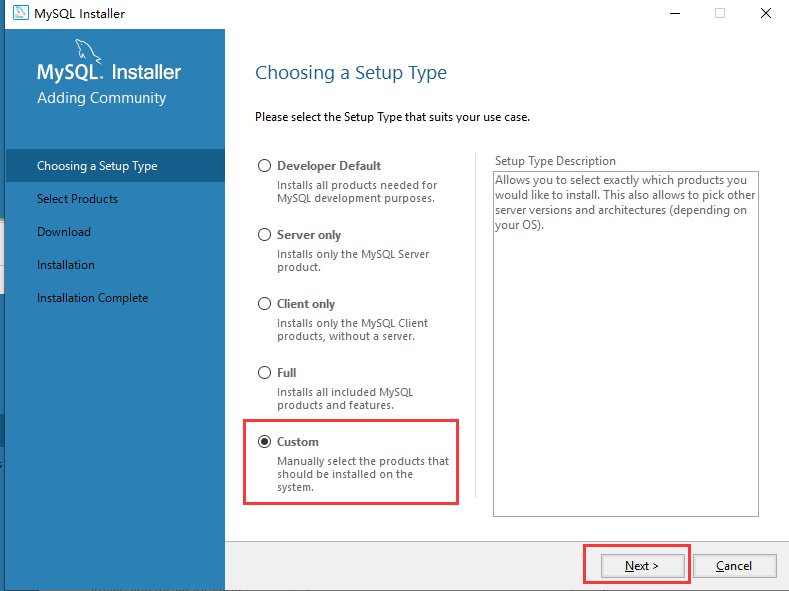 MySQL Installer
MySQL. Installer
Adding Community
Choosing a Setup Type
Select Products
Download
Installation
Installation Complete
Choosing a Setup Type
Please select the Setup Type that suits your use case.
Developer Default
Installs all products needed for
MySQL development purposes.
Server only
Installs only the MySQL Server
product.
Client only
Installs only the MySQL Client
products, without a server.
Full
Installs all included MySQL
products and features.
Custom
Manually select the products that
should be installed on the
system.
Setup Type Description
Allows you to select exactly which products you
would like to install. This also allows to pick other
server versions and architectures (depending on
your OS).
Next >
Cancel